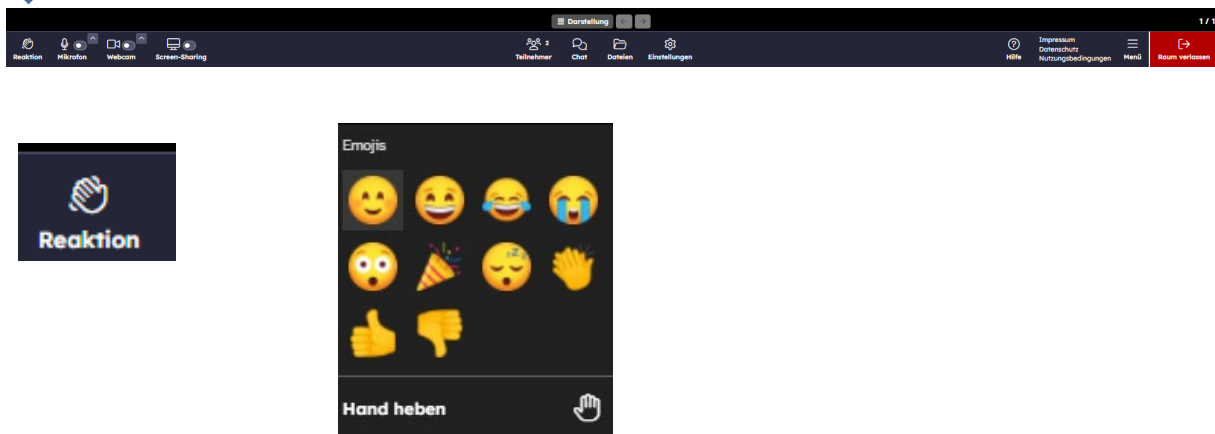 Darstellung
1 / 1
Reaktion Mikrofon Webcam Screen-Sharing Teilnehmer 2 Chat Dateien Einstellungen Hilfe Impressum Menü Raum verlassen
Datenschutz
Nutzungsbedingungen
Reaktion
Emojis
Hand heben